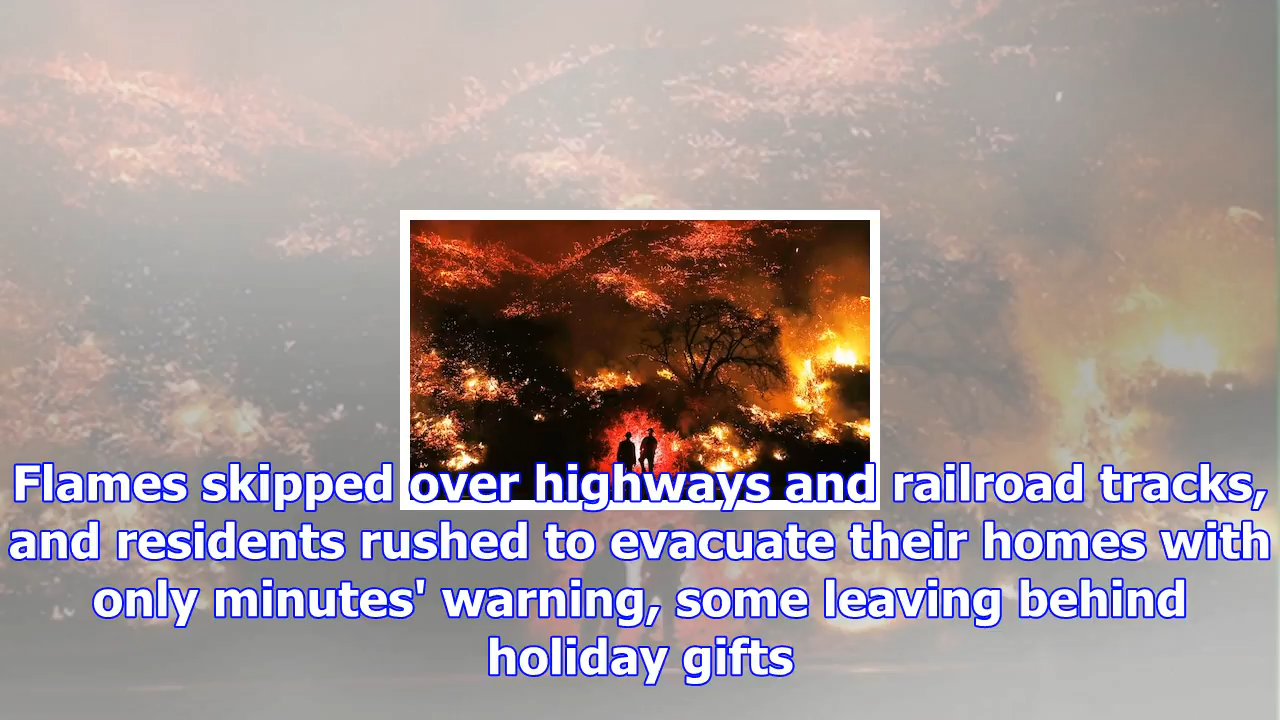 Flames skipped over highways and railroad tracks,
and residents rushed to evacuate their homes with
only minutes' warning, some leaving behind
holiday gifts